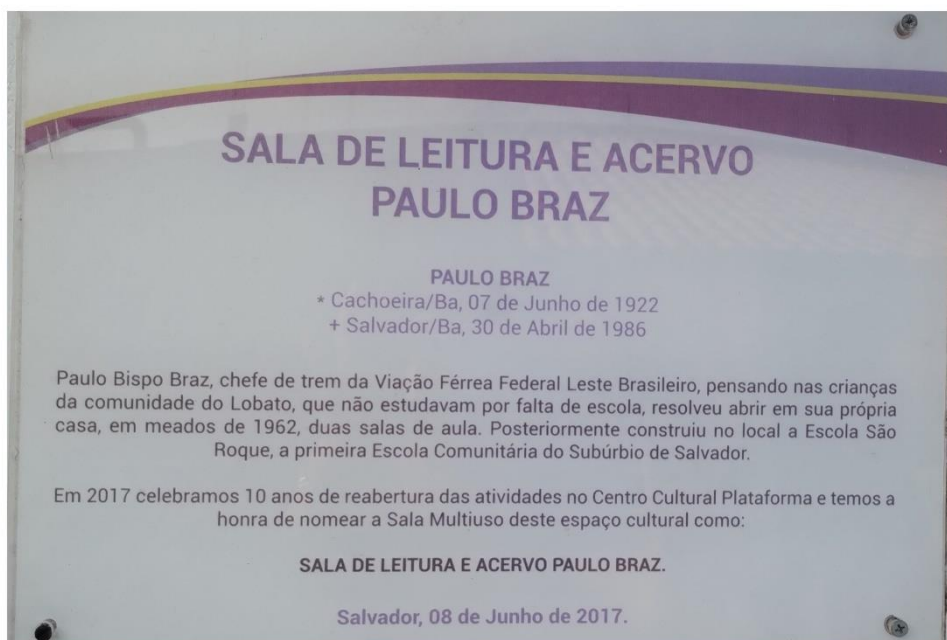 SALA DE LEITURA E ACERVO
PAULO BRAZ
PAULO BRAZ
* Cachoeira/Ba, 07 de Junho de 1922
+ Salvador/Ba, 30 de Abril de 1986
Paulo Bispo Braz, chefe de trem da Viação Férrea Federal Leste Brasileiro, pensando nas crianças
da comunidade do Lobato, que não estudavam por falta de escola, resolveu abrir em sua própria
casa, em meados de 1962, duas salas de aula. Posteriormente construiu no local a Escola São
Roque, a primeira Escola Comunitária do Subúrbio de Salvador.
Em 2017 celebramos 10 anos de reabertura das atividades no Centro Cultural Plataforma e temos a
honra de nomear a Sala Multiuso deste espaço cultural como:
SALA DE LEITURA E ACERVO PAULO BRAZ.
Salvador, 08 de Junho de 2017.